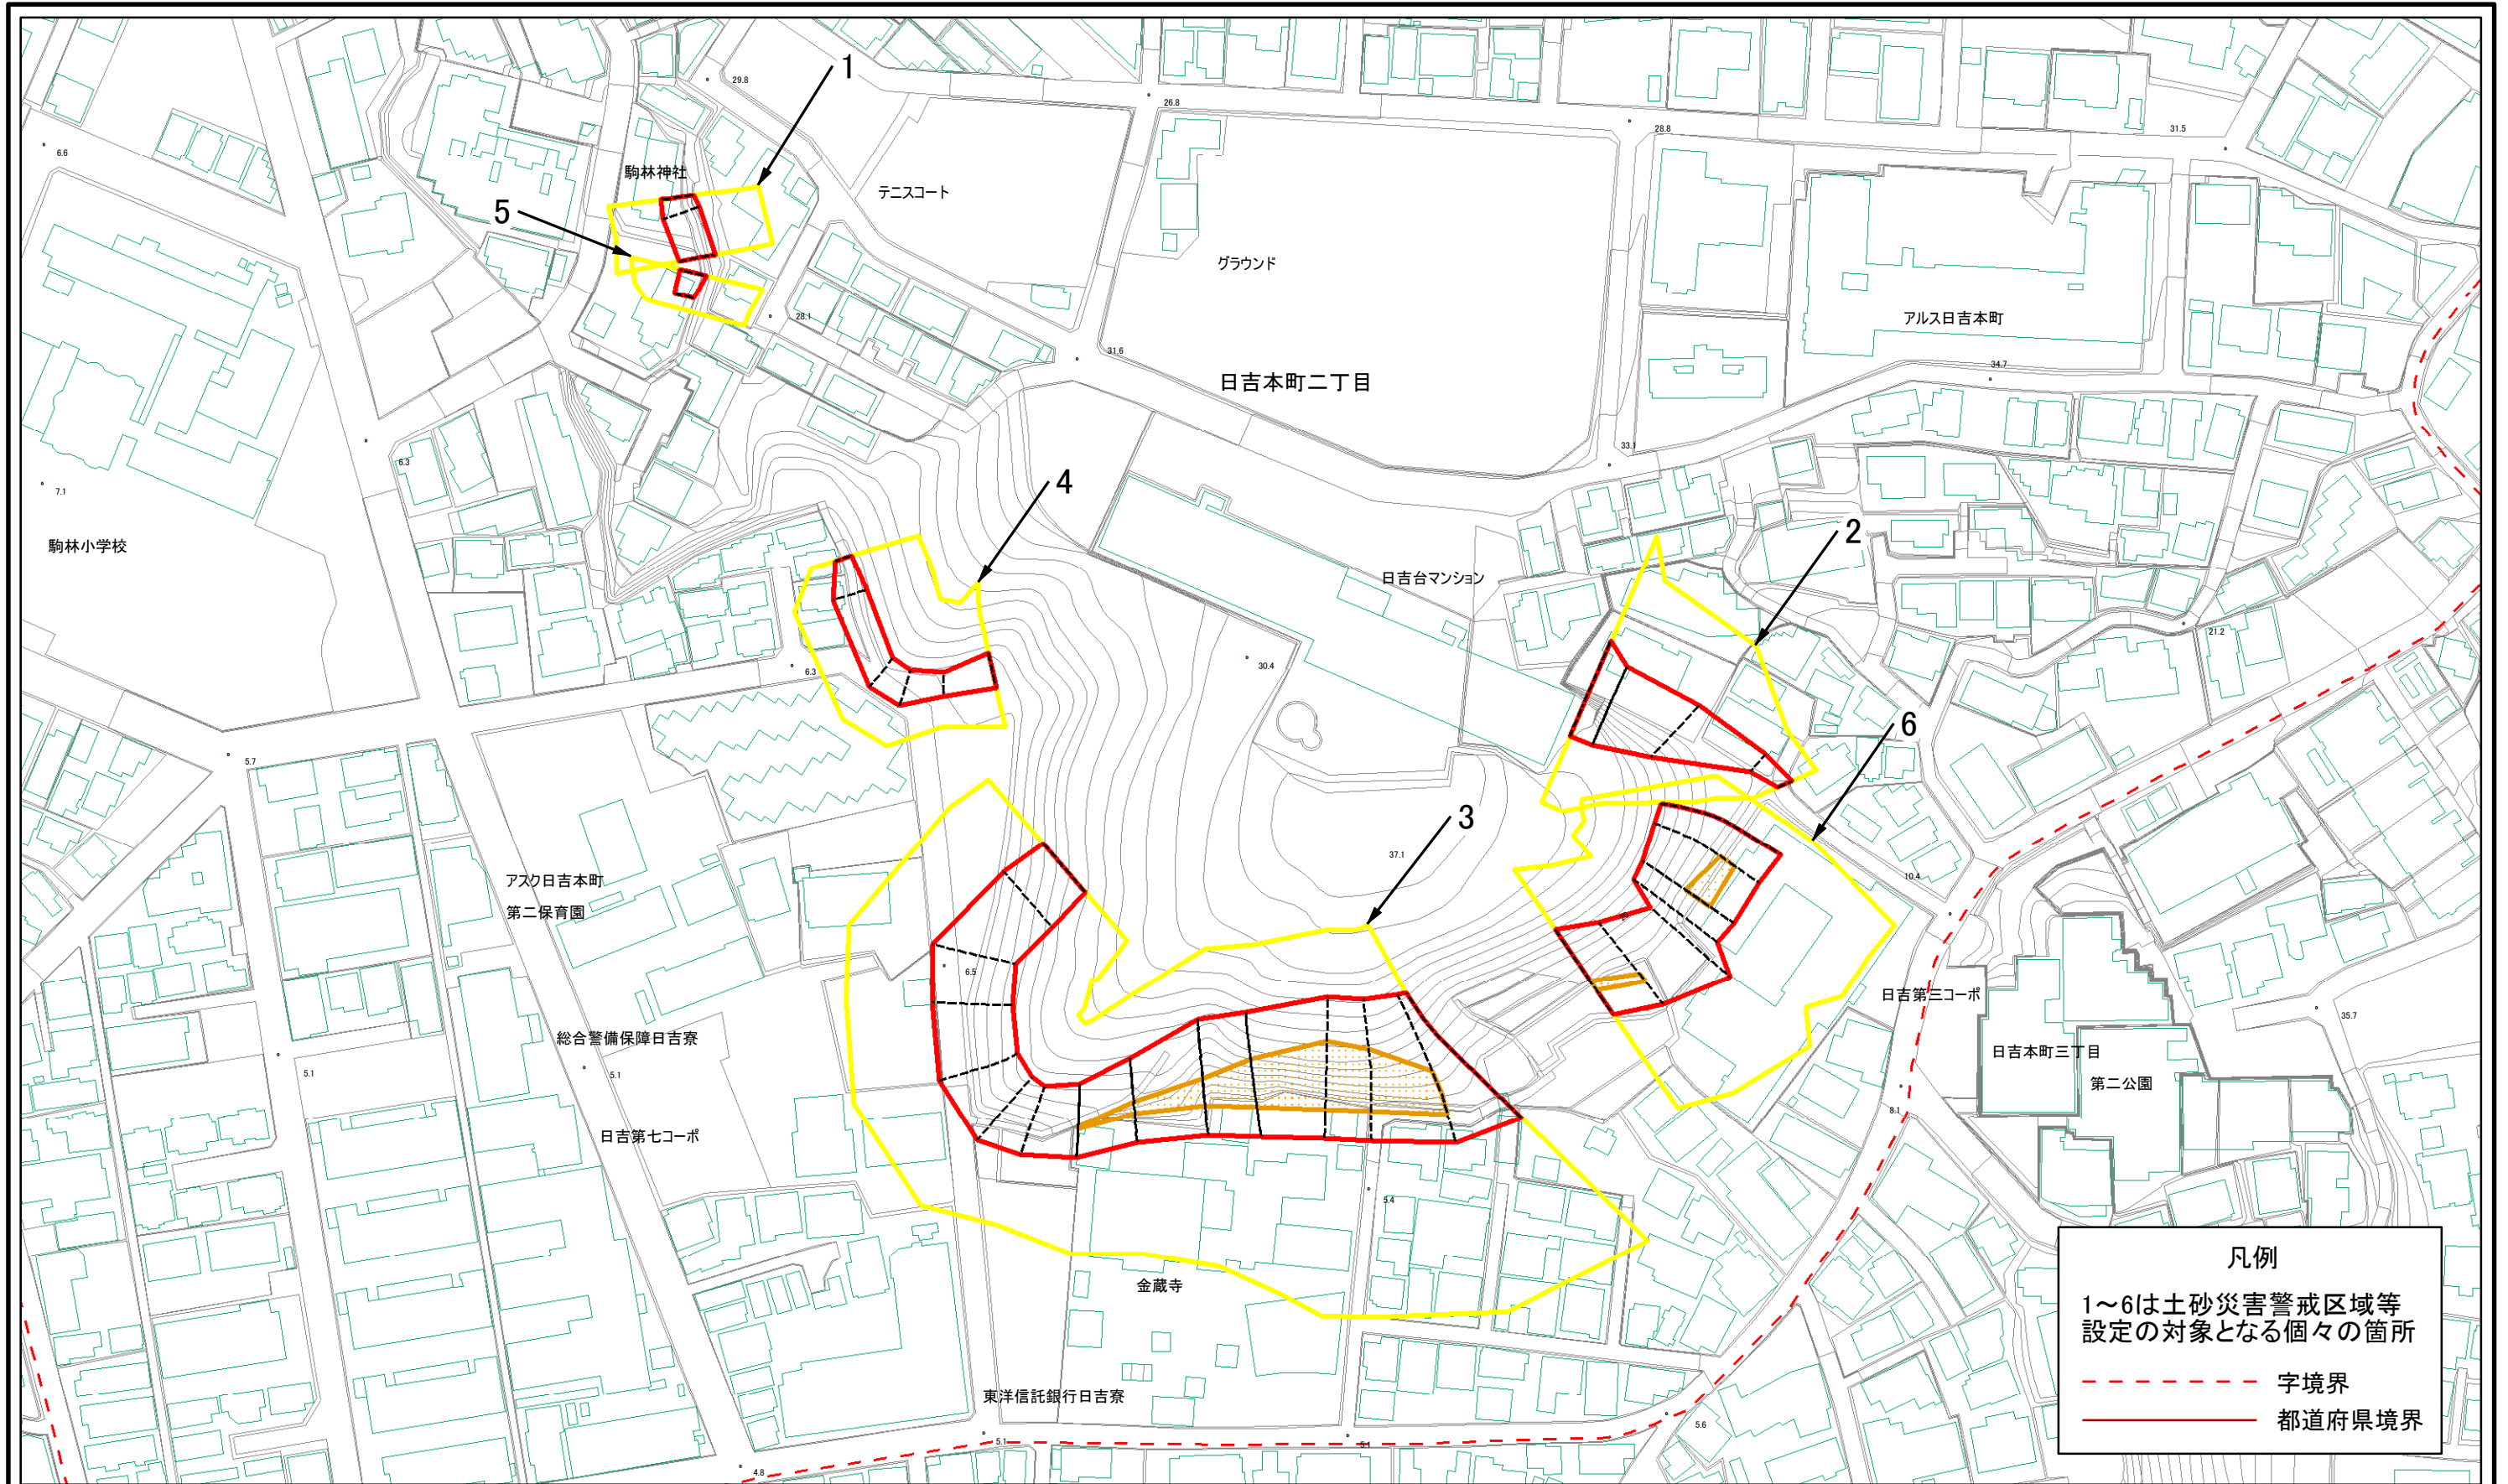 1
29.8
26.8
28.8
31.5
6.6
駒林神社
テニスコート
5
グラウンド
28.1
アルス日吉本町
31.6
34.7
日吉本町二丁目
33.1
6.3
4
7.1
2
駒林小学校
日吉台マンション
21.2
6.3
30.4
6
5.7
3
37.1
アスク日吉本町
第二保育園
10.4
6.5
日吉第三コーポ
35.7
総合警備保障日吉寮
日吉本町三丁目
5.1
5.1
第二公園
8.1
日吉第七コーポ
5.4
金蔵寺
東洋信託銀行日吉寮
5.6
5.1
5.1
4.8
凡例
1～6は土砂災害警戒区域等
設定の対象となる個々の箇所
字境界
都道府県境界